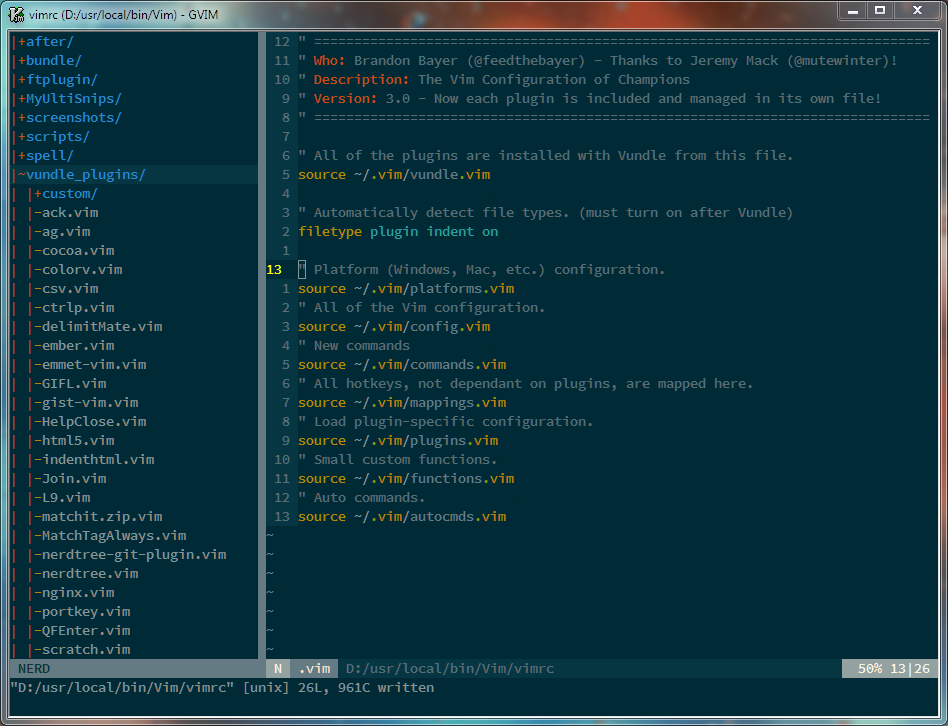 vimrc (D:/usr/local/bin/Vim) - GVIM
|+after/
|+bundle/
|+ftplugin/
|+MyUltiSnips/
|+screenshots/
|+scripts/
|+spell/
|~vundle_plugins/
| |+custom/
| |-ack.vim
| |-ag.vim
| |-cocoa.vim
| |-colorv.vim
| |-csv.vim
| |-ctrlp.vim
| |-delimitMate.vim
| |-ember.vim
| |-emmet-vim.vim
| |-GIFL.vim
| |-gist-vim.vim
| |-HelpClose.vim
| |-html5.vim
| |-indenthtml.vim
| |-Join.vim
| |-L9.vim
| |-matchit.zip.vim
| |-MatchTagAlways.vim
| |-nerdtree-git-plugin.vim
| |-nerdtree.vim
| |-nginx.vim
| |-portkey.vim
| |-QFEnter.vim
| |-scratch.vim
NERD
12 " =============================================================================
11 " Who: Brandon Bayer (@feedthebayer) - Thanks to Jeremy Mack (@mutewinter)!
10 " Description: The Vim Configuration of Champions
9 " Version: 3.0 - Now each plugin is included and managed in its own file!
8 " =============================================================================
7
6 " All of the plugins are installed with Vundle from this file.
5 source ~/.vim/vundle.vim
4
3 " Automatically detect file types. (must turn on after Vundle)
2 filetype plugin indent on
1
13 " Platform (Windows, Mac, etc.) configuration.
1 source ~/.vim/platforms.vim
2 " All of the Vim configuration.
3 source ~/.vim/config.vim
4 " New commands
5 source ~/.vim/commands.vim
6 " All hotkeys, not dependant on plugins, are mapped here.
7 source ~/.vim/mappings.vim
8 " Load plugin-specific configuration.
9 source ~/.vim/plugins.vim
10 " Small custom functions.
11 source ~/.vim/functions.vim
12 " Auto commands.
13 source ~/.vim/autocmds.vim
~
~
~
~
~
~
~
N .vim D:/usr/local/bin/Vim/vimrc 50% 13|26
"D:/usr/local/bin/Vim/vimrc" [unix] 26L, 961C written